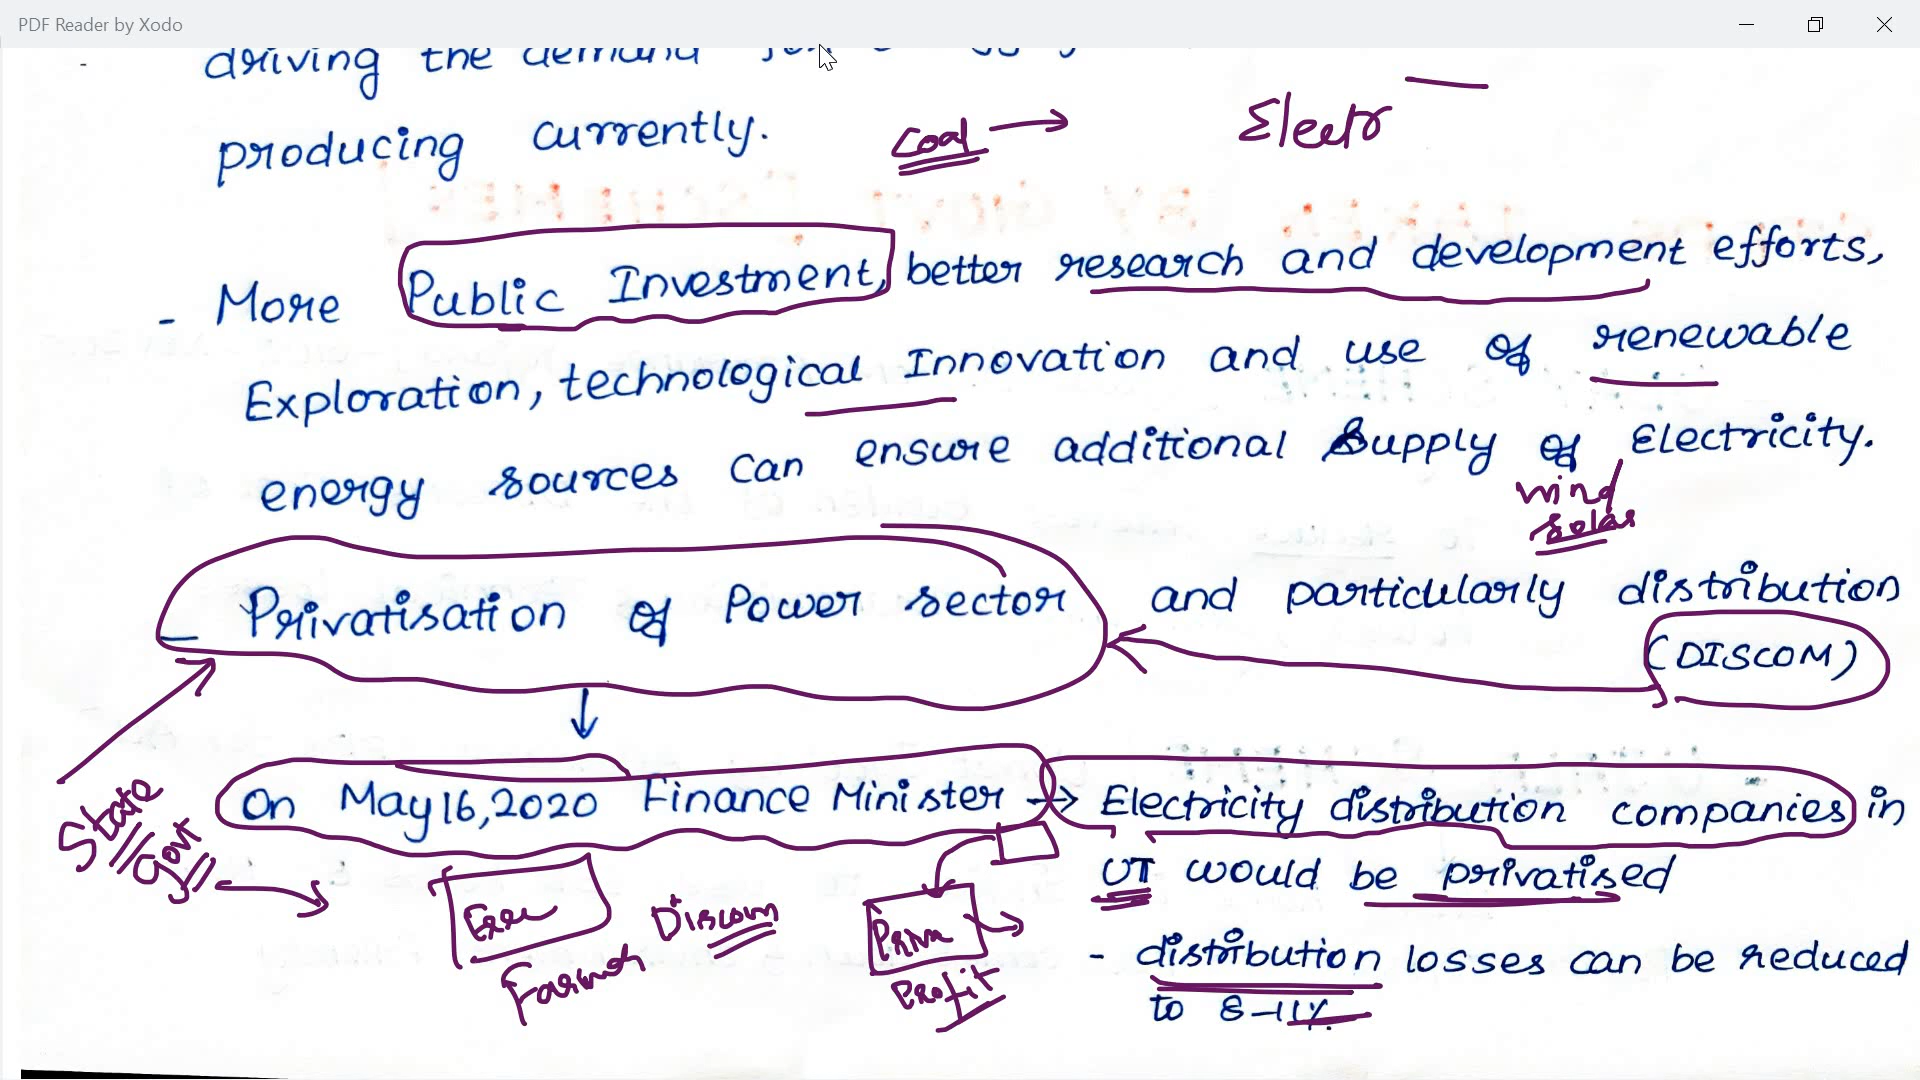 PDF Reader by Xodo
driving the demand
producing currently.
Coal → Electr
- More Public Investment, better research and development efforts,
Exploration, technological Innovation and use of renewable
energy sources can ensure additional Supply of Electricity.
wind
solar
- Privatisation of Power sector and particularly distribution
(DISCOM)
On May 16, 2020 Finance Minister → Electricity distribution companies in
State
Govt
UT would be privatised
Discom
Profit
- distribution losses can be reduced
to 8-11%